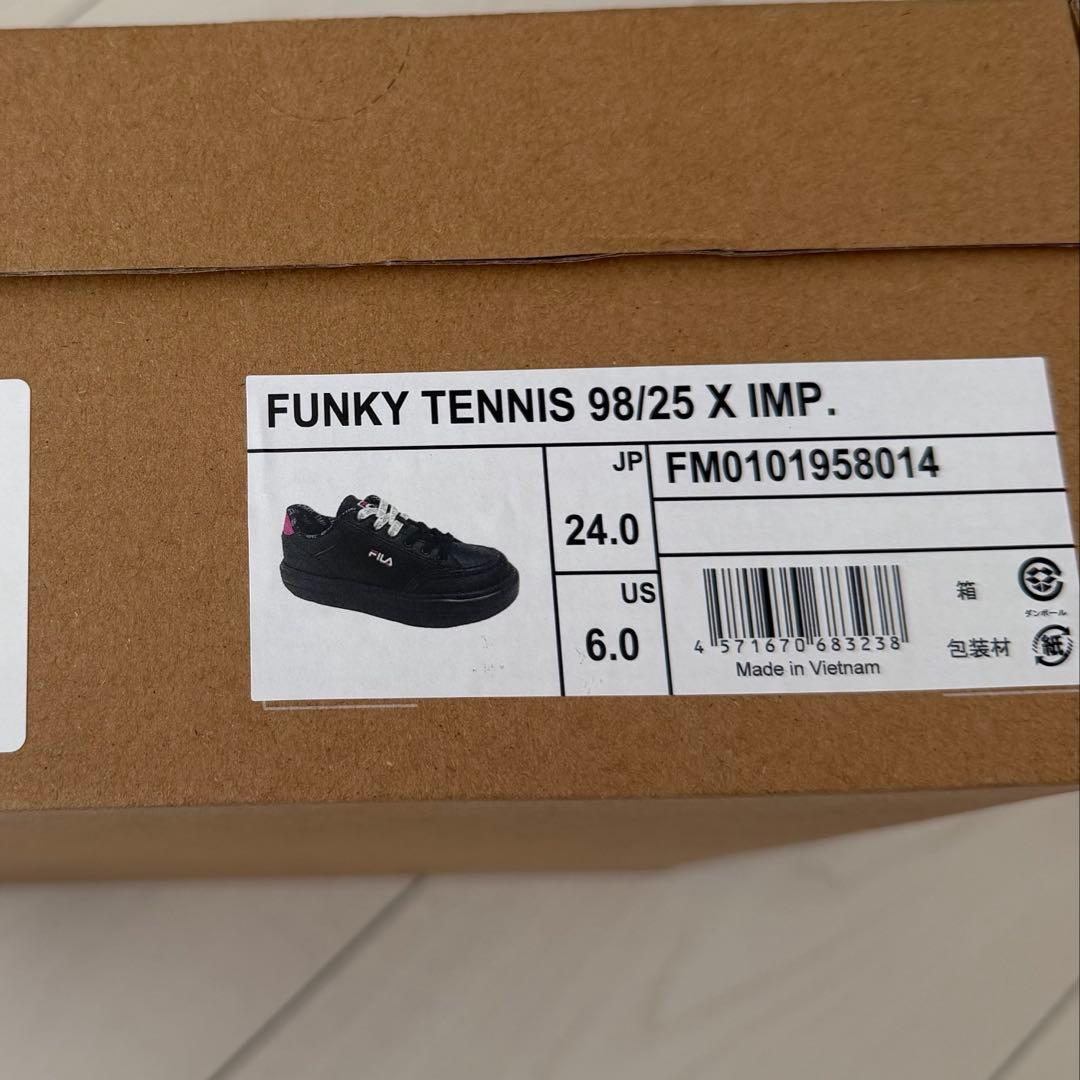 FUNKY TENNIS 98/25 X IMP.
FILA
JP
24.0
US
6.0
FM0101958014
4 571670 683238
Made in Vietnam
箱
ダンボール
包装材
紙